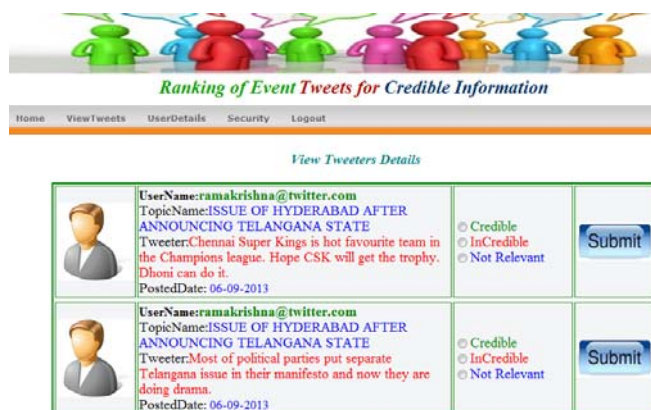 Ranking of Event Tweets for Credible Information
Home ViewTweets UserDetails Security Logout
View Tweeters Details
UserName:ramakrishna@twitter.com
TopicName:ISSUE OF HYDERABAD AFTER
ANNOUNCING TELANGANA STATE
Tweeter:Chennai Super Kings is hot favourite team in
the Champions league. Hope CSK will get the trophy.
Dhoni can do it.
PostedDate: 06-09-2013
Credible
InCredible
Not Relevant
Submit
UserName:ramakrishna@twitter.com
TopicName:ISSUE OF HYDERABAD AFTER
ANNOUNCING TELANGANA STATE
Tweeter:Most of political parties put separate
Telangana issue in their manifesto and now they are
doing drama.
PostedDate: 06-09-2013
Credible
InCredible
Not Relevant
Submit